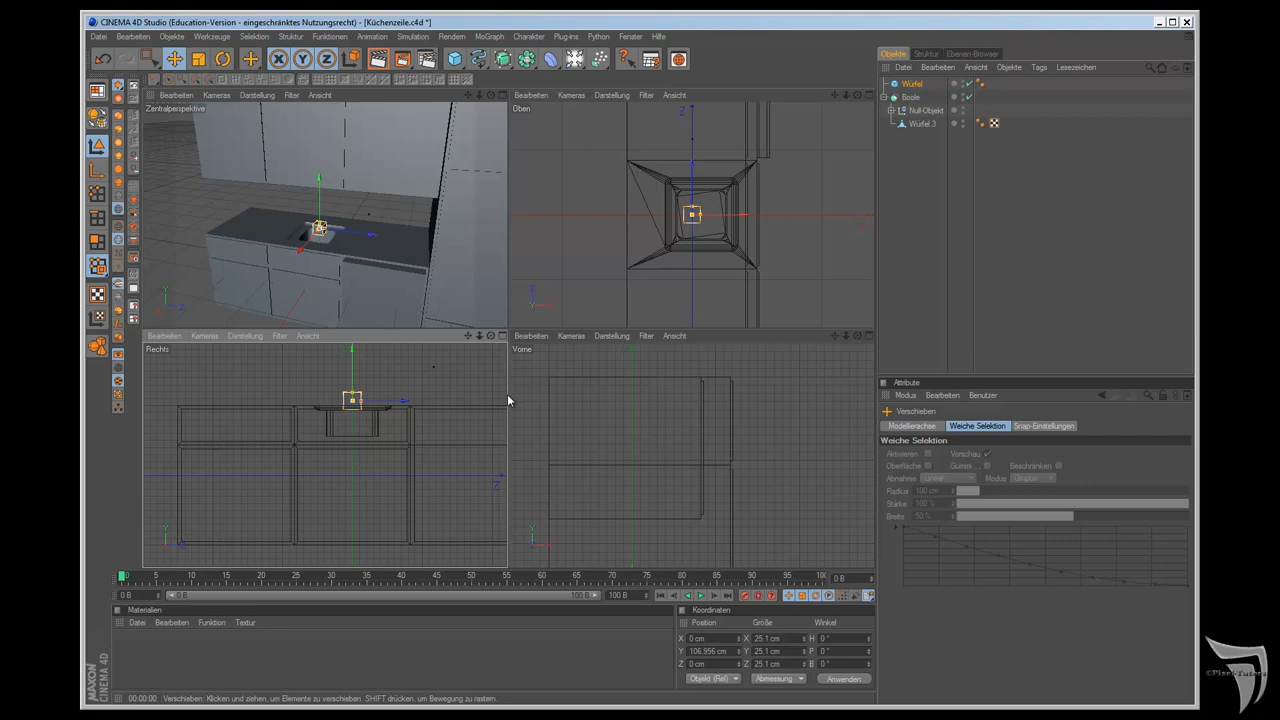 CINEMA 4D Studio (Education-Version - eingeschränktes Nutzungsrecht) - [Küchenzeile.c4d *]
Datei Bearbeiten Objekte Werkzeuge Selektion Struktur Funktionen Animation Simulation Rendern MoGraph Charakter Plug-ins Python Fenster Hilfe
Objekte Struktur Ebenen-Browser
Datei Bearbeiten Ansicht Objekte Tags Lesezeichen
Würfel
Boole
Null-Objekt
Würfel.3
Bearbeiten Kameras Darstellung Filter Ansicht
Zentralperspektive
Y
X
Z
Bearbeiten Kameras Darstellung Filter Ansicht
Oben
Z
Z
X
Bearbeiten Kameras Darstellung Filter Ansicht
Rechts
Z
Y
Z
Bearbeiten Kameras Darstellung Filter Ansicht
Vorne
Y
X
Attribute
Modus Bearbeiten Benutzer
Verschieben
Modellierachse Weiche Selektion Snap-Einstellungen
Weiche Selektion
Aktivieren Vorschau
Oberfläche Gummi... Beschränken
Abnahme Linear Modus Gruppe
Radius 100 cm
Stärke 100 %
Breite 50 %
0 5 10 15 20 25 30 35 40 45 50 55 60 65 70 75 80 85 90 95 100 0 B
0 B 0 B 100 B 100 B
Materialien
Datei Bearbeiten Funktion Textur
Koordinaten
Position Größe Winkel
X 0 cm X 25.1 cm H 0 °
Y 106.956 cm Y 25.1 cm P 0 °
Z 0 cm Z 25.1 cm B 0 °
Objekt (Rel) Abmessung Anwenden
MAXON CINEMA 4D
00:00:00 Verschieben: Klicken und ziehen, um Elemente zu verschieben. SHIFT drücken, um Bewegung zu rastern.
©Pixel-Tutors